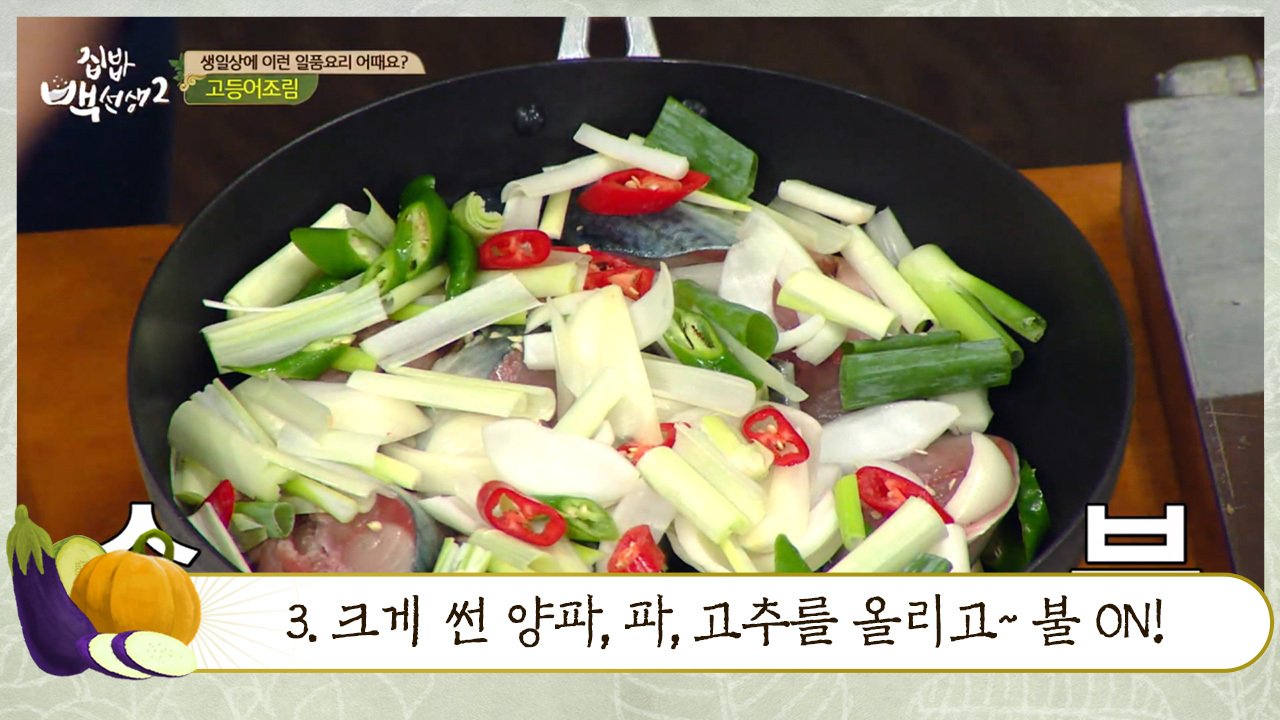 집밥
백선생2
생일상에 이런 일품요리 어때요?
고등어조림
3. 크게 썬 양파, 파, 고추를 올리고~ 불 ON!